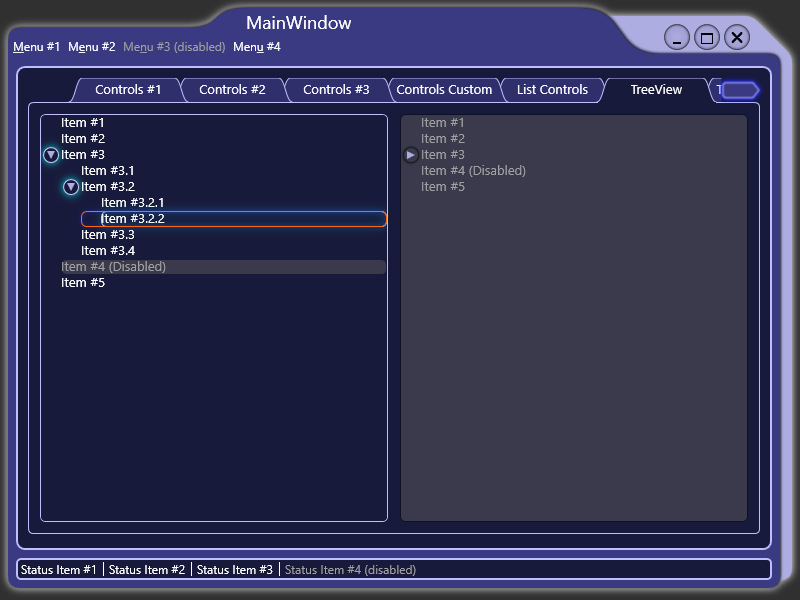 MainWindow
Menu #1 Menu #2 Menu #3 (disabled) Menu #4
Controls #1 Controls #2 Controls #3 Controls Custom List Controls TreeView T
Item #1
Item #2
Item #3
Item #3.1
Item #3.2
Item #3.2.1
Item #3.2.2
Item #3.3
Item #3.4
Item #4 (Disabled)
Item #5
Item #1
Item #2
Item #3
Item #4 (Disabled)
Item #5
Status Item #1 Status Item #2 Status Item #3 Status Item #4 (disabled)